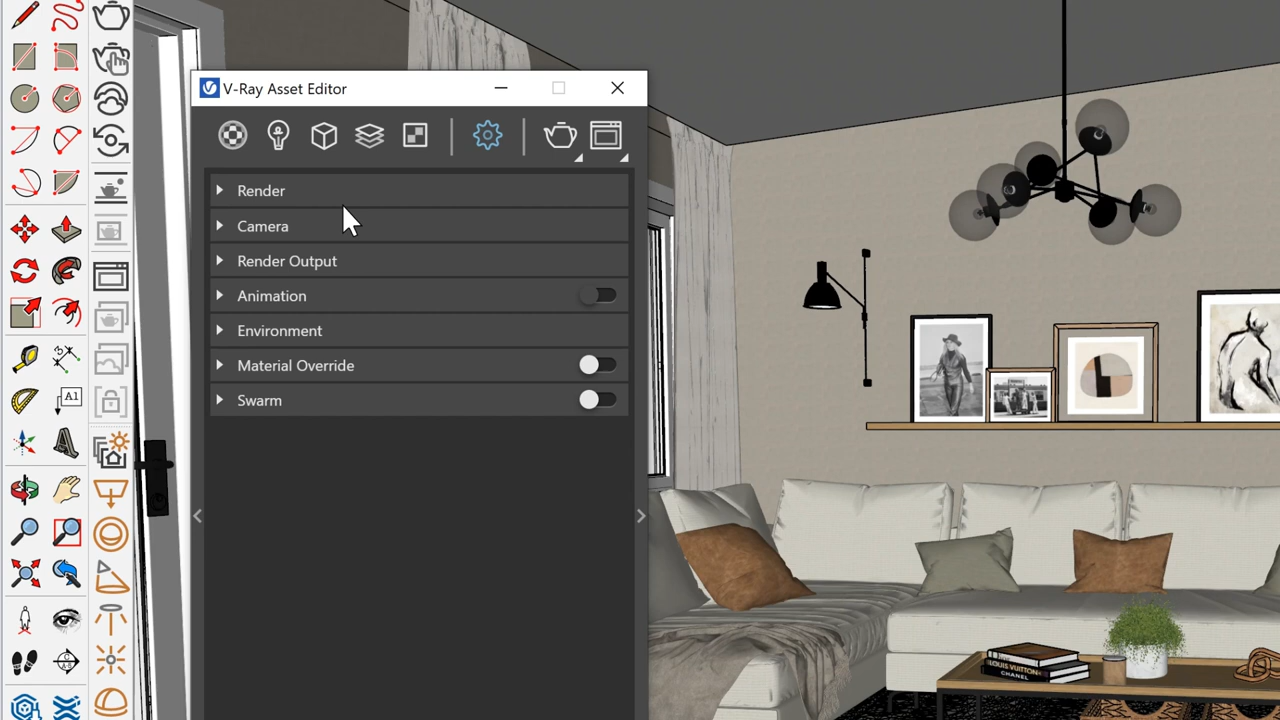 V-Ray Asset Editor
Render
Camera
Render Output
Animation
Environment
Material Override
Swarm
A1
LOUIS VUITTON
CHANEL